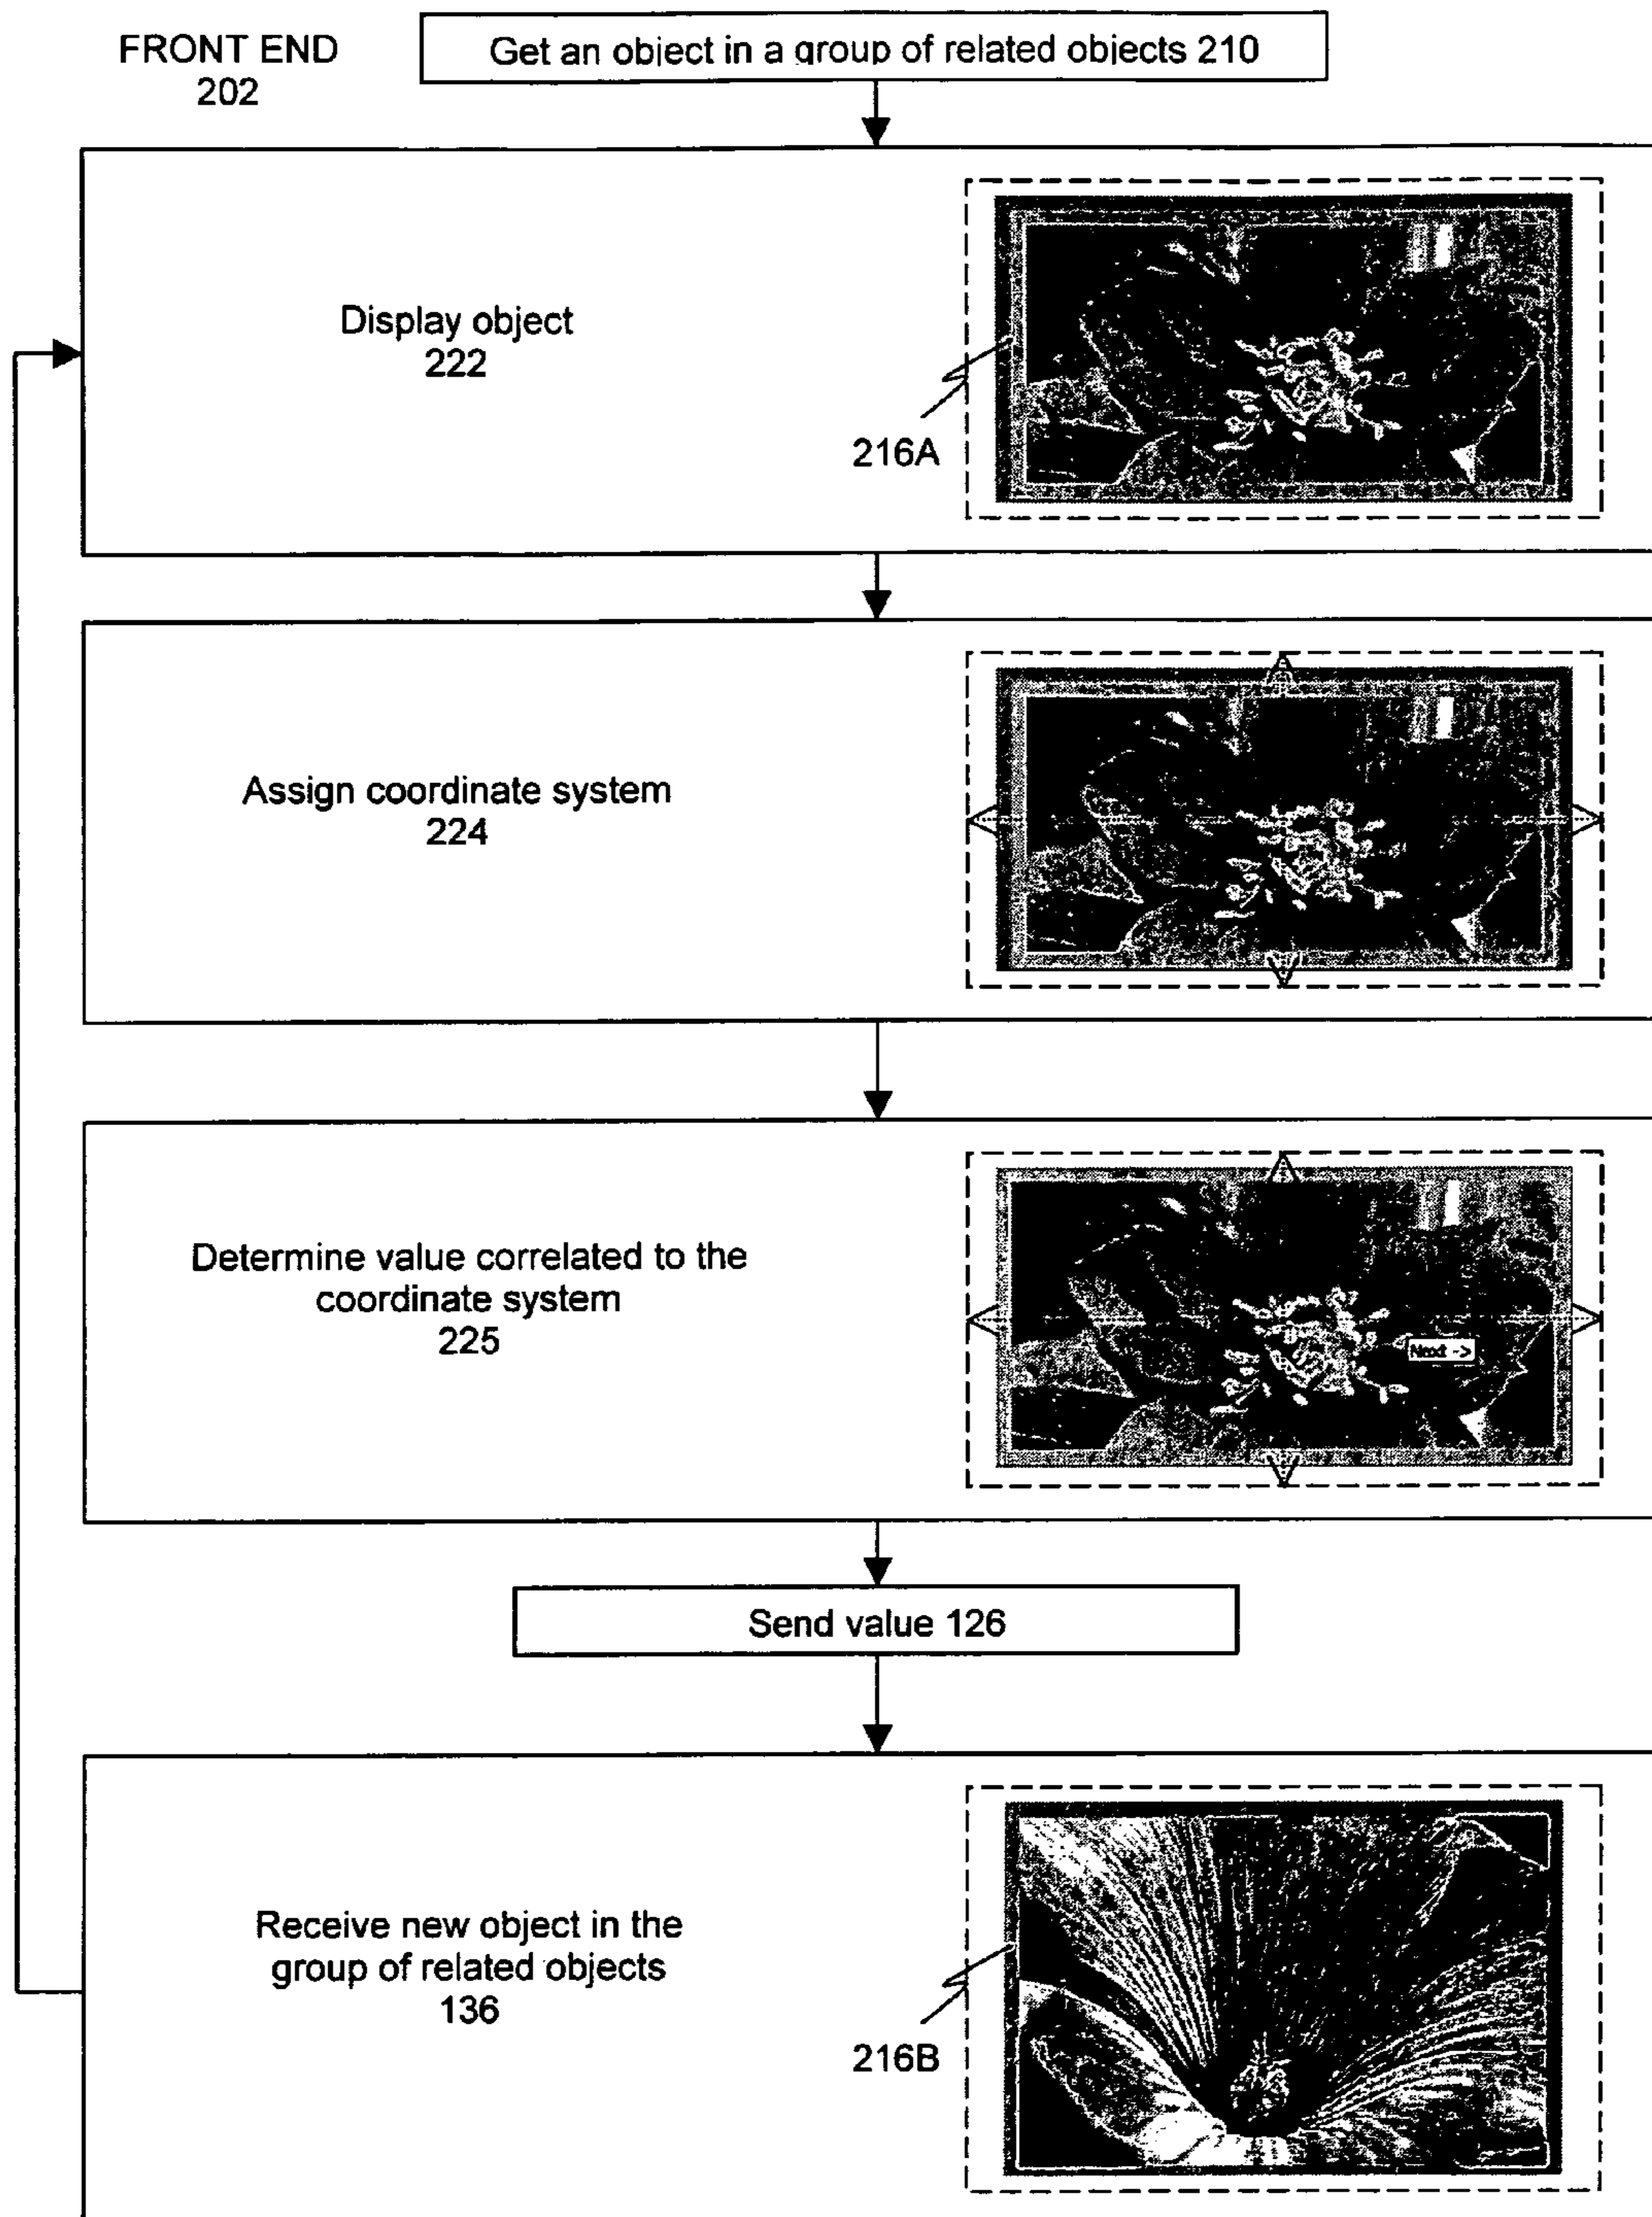 FRONT END
202
Get an object in a group of related objects 210
Display object
222
216A
Assign coordinate system
224
Determine value correlated to the
coordinate system
225
Next ->
Send value 126
Receive new object in the
group of related objects
136
216B